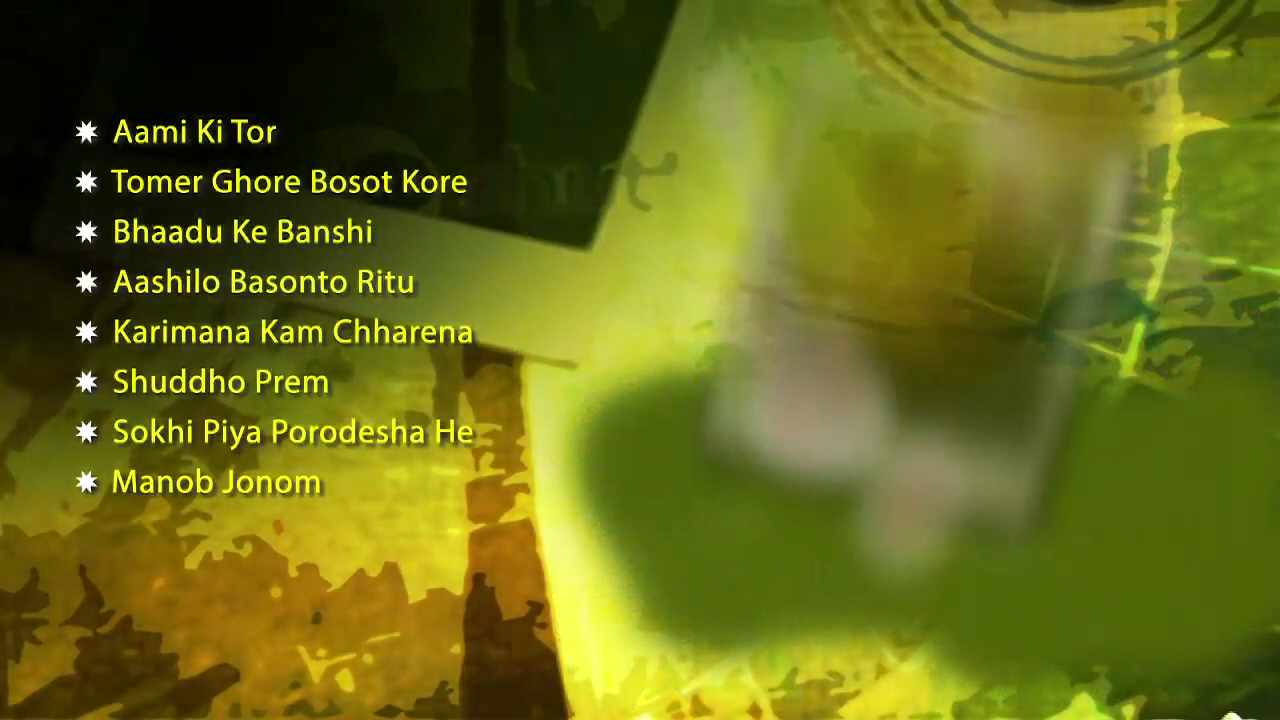 Aami Ki Tor
Tomer Ghore Bosot Kore
Bhaadu Ke Banshi
Aashilo Basonto Ritu
Karimana Kam Chharena
Shuddho Prem
Sokhi Piya Porodesha He
Manob Jonom